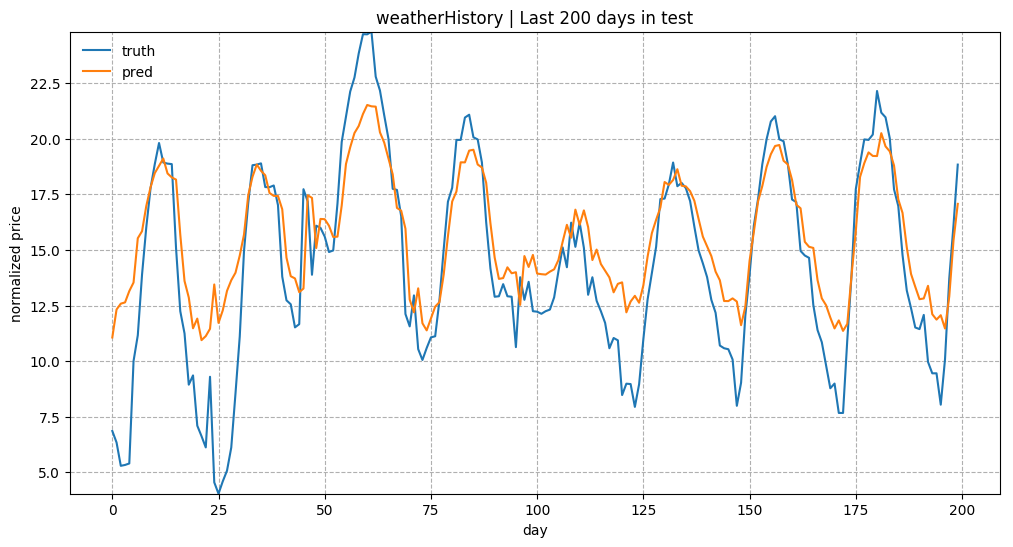 weatherHistory | Last 200 days in test
truth
pred
normalized price
22.5
20.0
17.5
15.0
12.5
10.0
7.5
5.0
0 25 50 75 100 125 150 175 200
day